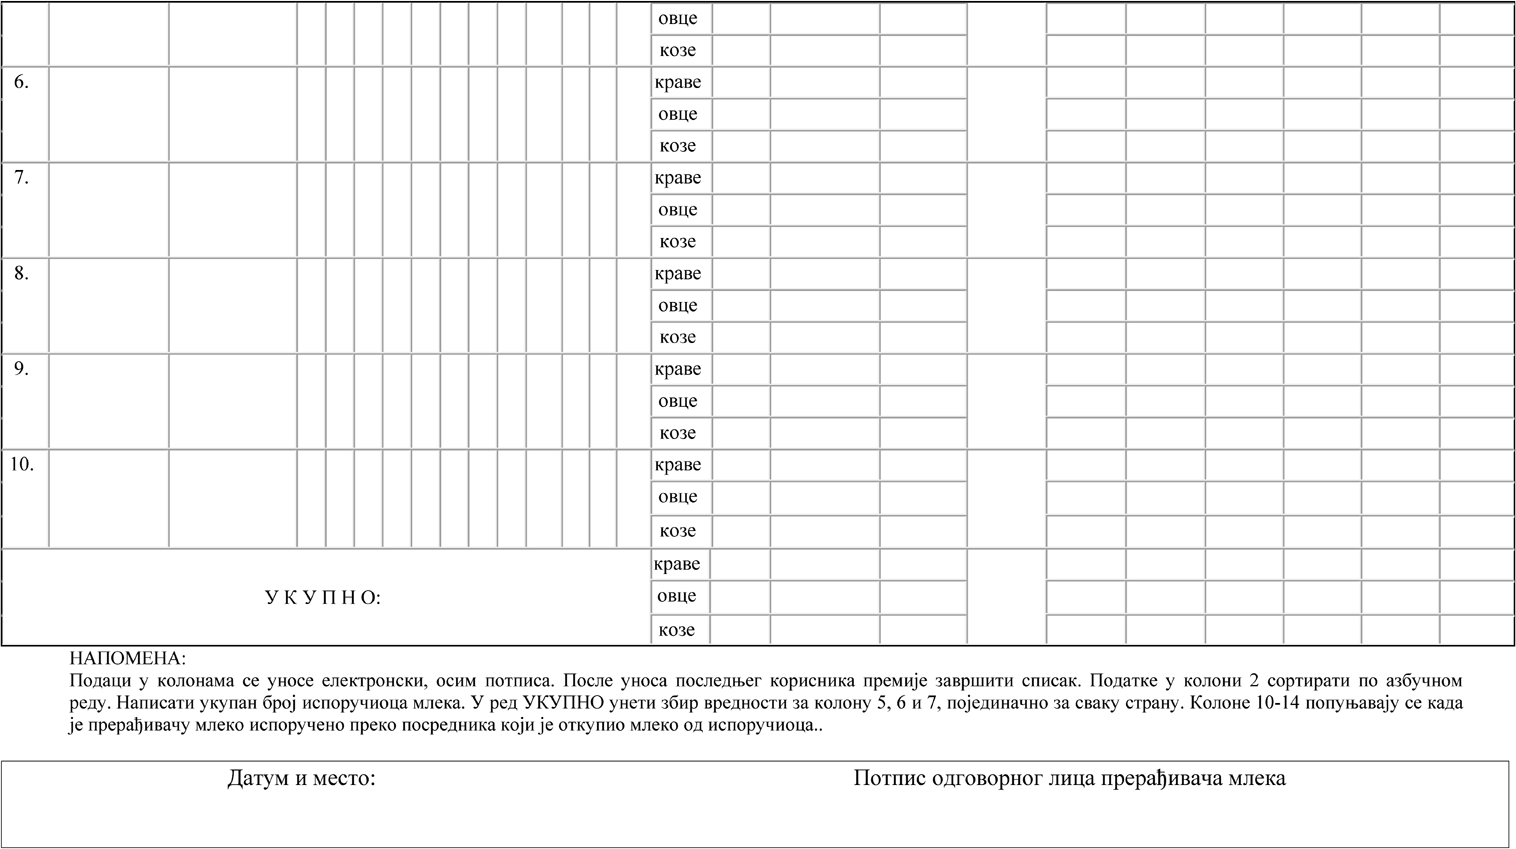 овце
козе
6. краве
овце
козе
7. краве
овце
козе
8. краве
овце
козе
9. краве
овце
козе
10. краве
овце
козе
краве
У К У П Н О: овце
козе
НАПОМЕНА:
Подаци у колонама се уносе електронски, осим потписа. После уноса последњег корисника премије завршити списак. Податке у колони 2 сортирати по азбучном
реду. Написати укупан број испоручиоца млека. У ред УКУПНО унети збир вредности за колону 5, 6 и 7, појединачно за сваку страну. Колоне 10-14 попуњавају се када
је прерађивачу млеко испоручено преко посредника који је откупио млеко од испоручиоца..
Датум и место: Потпис одговорног лица прерађивача млека